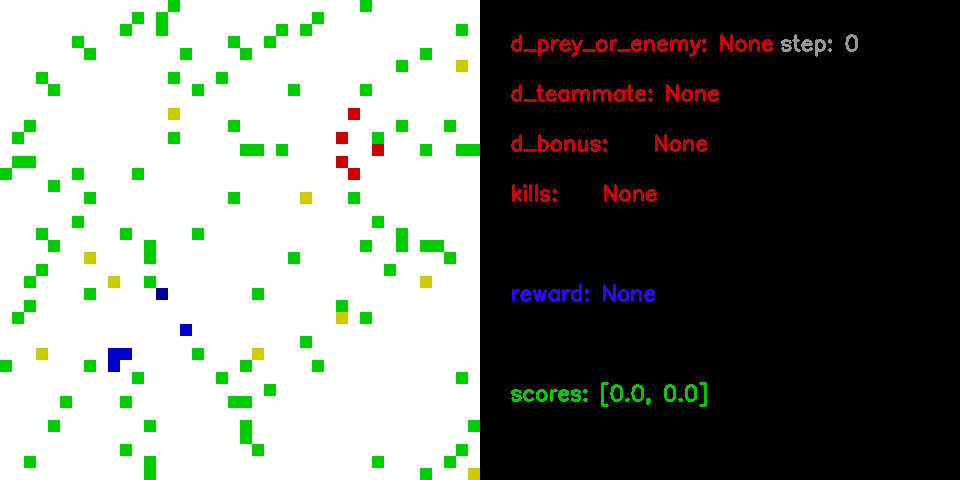 d_prey_or_enemy: None step: 0
d_teammate: None
d_bonus: None
kills: None
reward: None
scores: [0.0, 0.0]